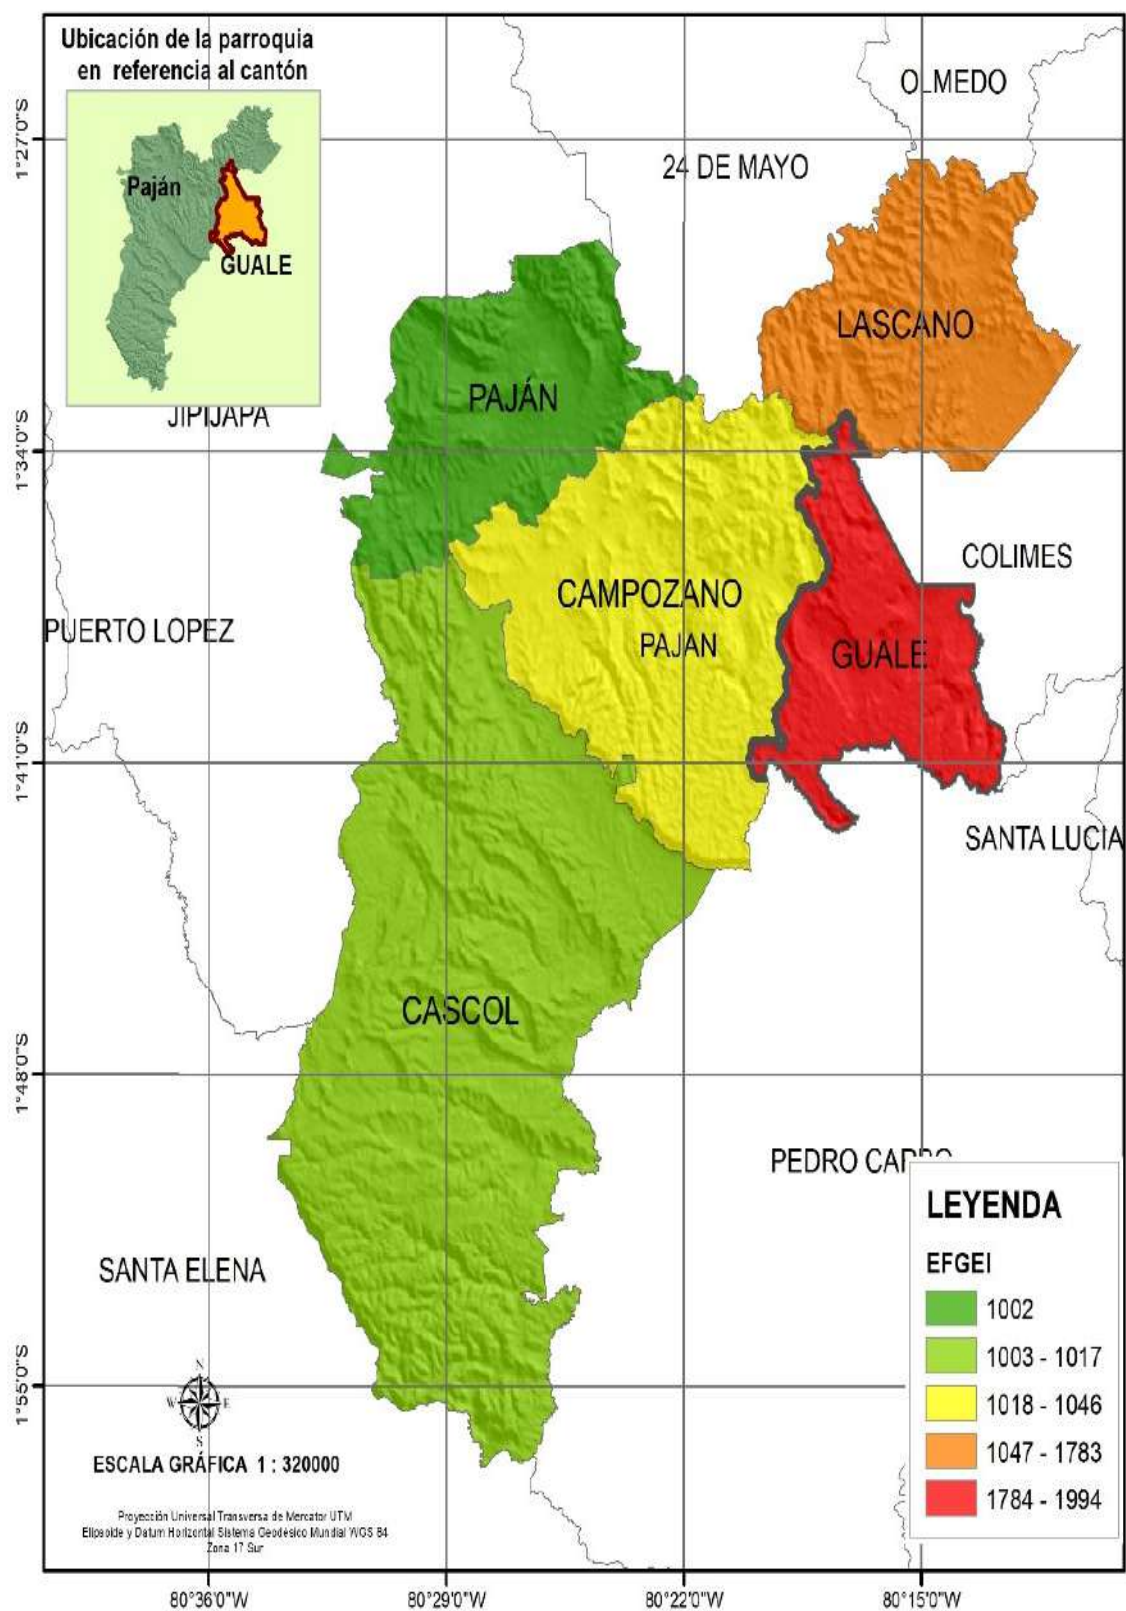 Ubicación de la parroquia
en referencia al cantón
Paján
GUALE
OLMEDO
24 DE MAYO
LASCANO
PAJÁN
JIPIJAPA
COLIMES
CAMPOZANO
PAJAN
PUERTO LOPEZ
GUALE
SANTA LUCIA
CASCOL
PEDRO
SANTA ELENA
LEYENDA
EFGEI
1002
1003 - 1017
1018 - 1046
1047 - 1783
1784 - 1994
N
W E
S
ESCALA GRÁFICA 1 : 320000
Proyección Universal Transversa de Mercator UTM
Elipsoide y Datum Horizontal Sistema Geodésico Mundial WGS 84
Zona 17 Sur
1°27'0"S
1°34'0"S
1°41'0"S
1°48'0"S
1°55'0"S
80°36'0"W
80°29'0"W
80°22'0"W
80°15'0"W